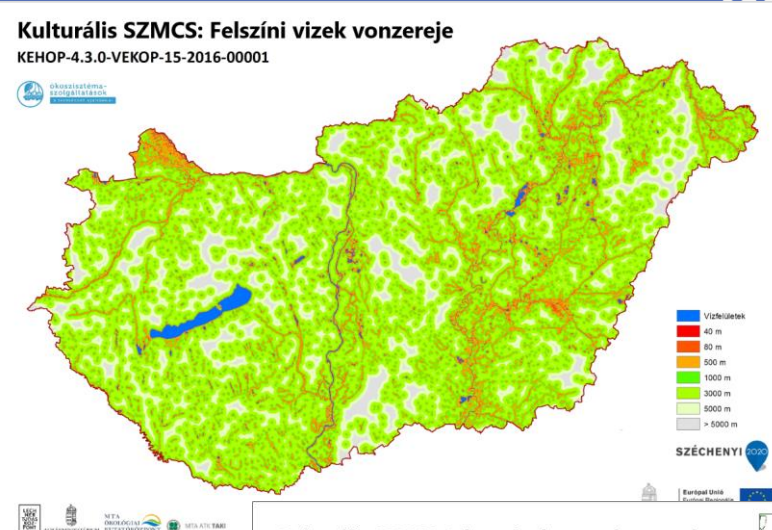 Kulturális SZMCS: Felszíni vizek vonzereje
KEHOP-4.3.0-VEKOP-15-2016-00001
ökoszisztéma-
szolgáltatások
Vízfelületek
40 m
80 m
500 m
1000 m
3000 m
5000 m
> 5000 m
SZÉCHENYI 2020
Európai Unió
MTA
ÖKOLÓGIAI
MTA ATK TAKI